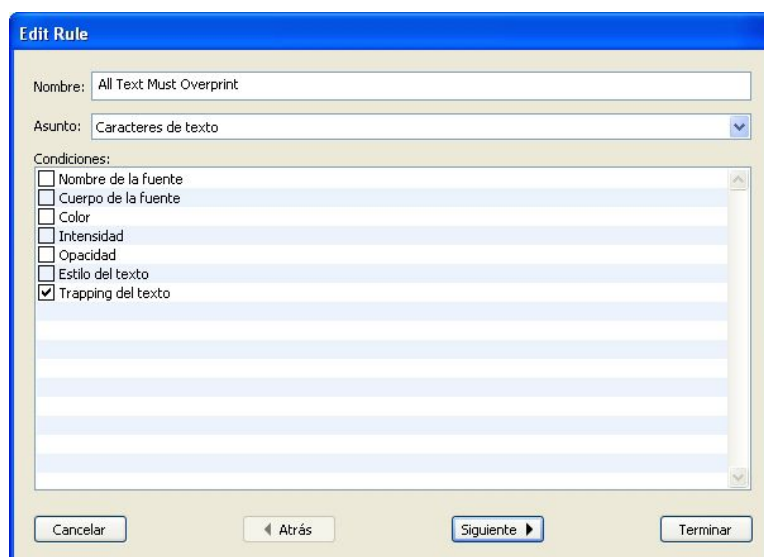 Edit Rule
Nombre: All Text Must Overprint
Asunto: Caracteres de texto
Condiciones:
Nombre de la fuente
Cuerpo de la fuente
Color
Intensidad
Opacidad
Estilo del texto
Trapping del texto
Cancelar Atrás Siguiente Terminar